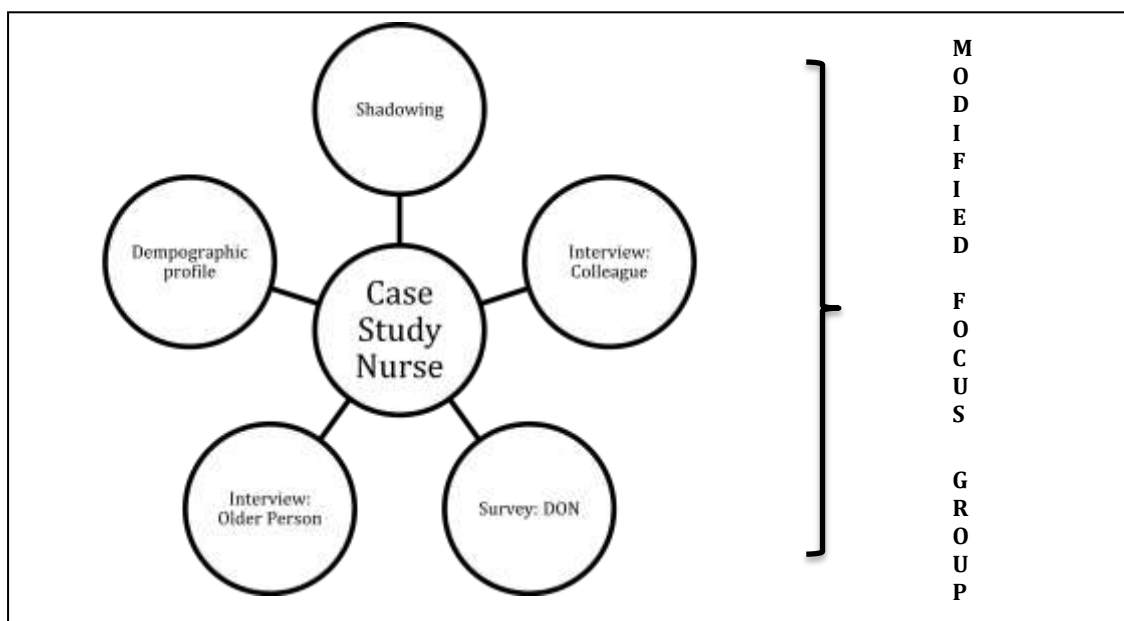 Shadowing
Dempographic
profile
Interview:
Colleague
Case
Study
Nurse
Interview:
Older Person
Survey: DON
M
O
D
I
F
I
E
D
F
O
C
U
S
G
R
O
U
P